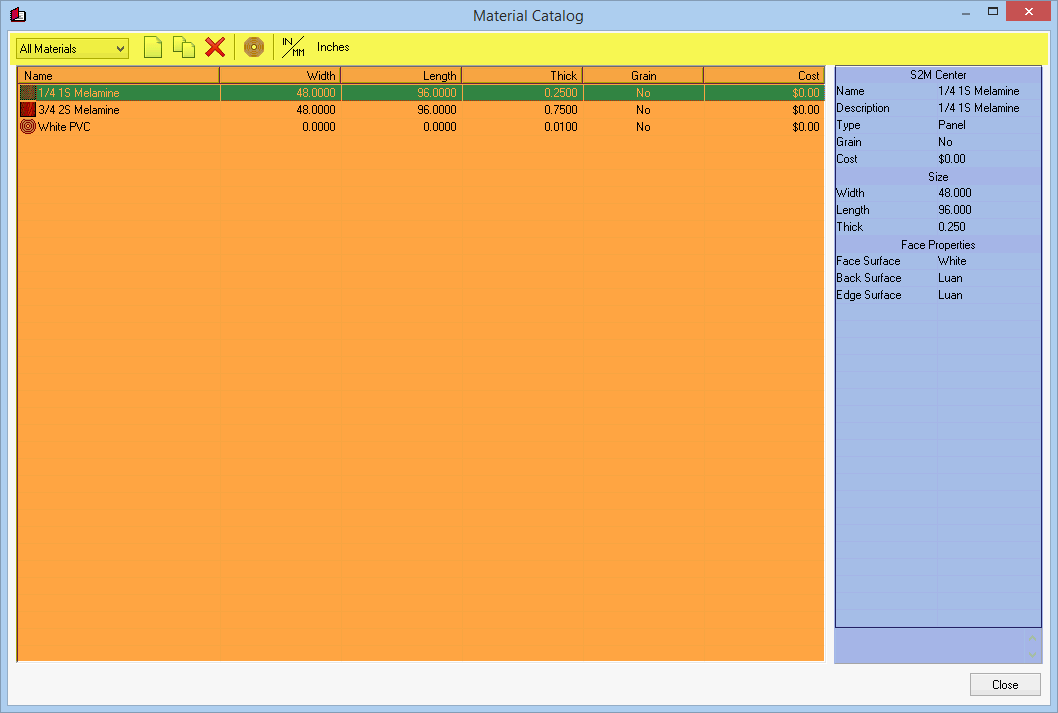 Material Catalog
All Materials IN/MM Inches
Name Width Length Thick Grain Cost
1/4 1S Melamine 48.0000 96.0000 0.2500 No $0.00
3/4 2S Melamine 48.0000 96.0000 0.7500 No $0.00
White PVC 0.0000 0.0000 0.0100 No $0.00
S2M Center
Name 1/4 1S Melamine
Description 1/4 1S Melamine
Type Panel
Grain No
Cost $0.00
Size
Width 48.000
Length 96.000
Thick 0.250
Face Properties
Face Surface White
Back Surface Luan
Edge Surface Luan
Close